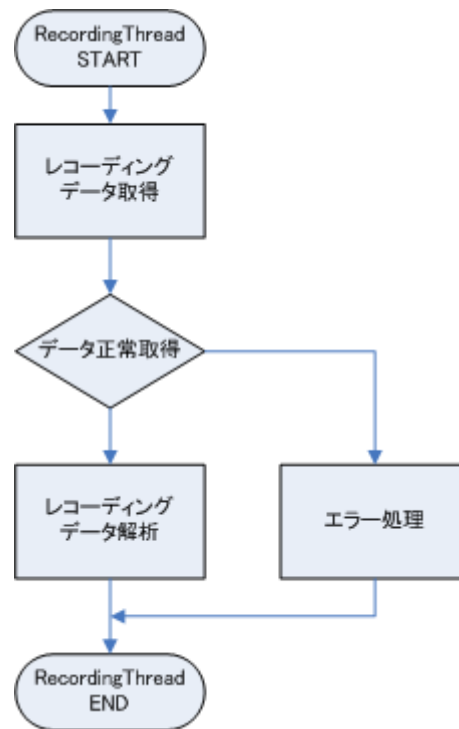 RecordingThread
START
レコーディング
データ取得
データ正常取得
レコーディング
データ解析
エラー処理
RecordingThread
END